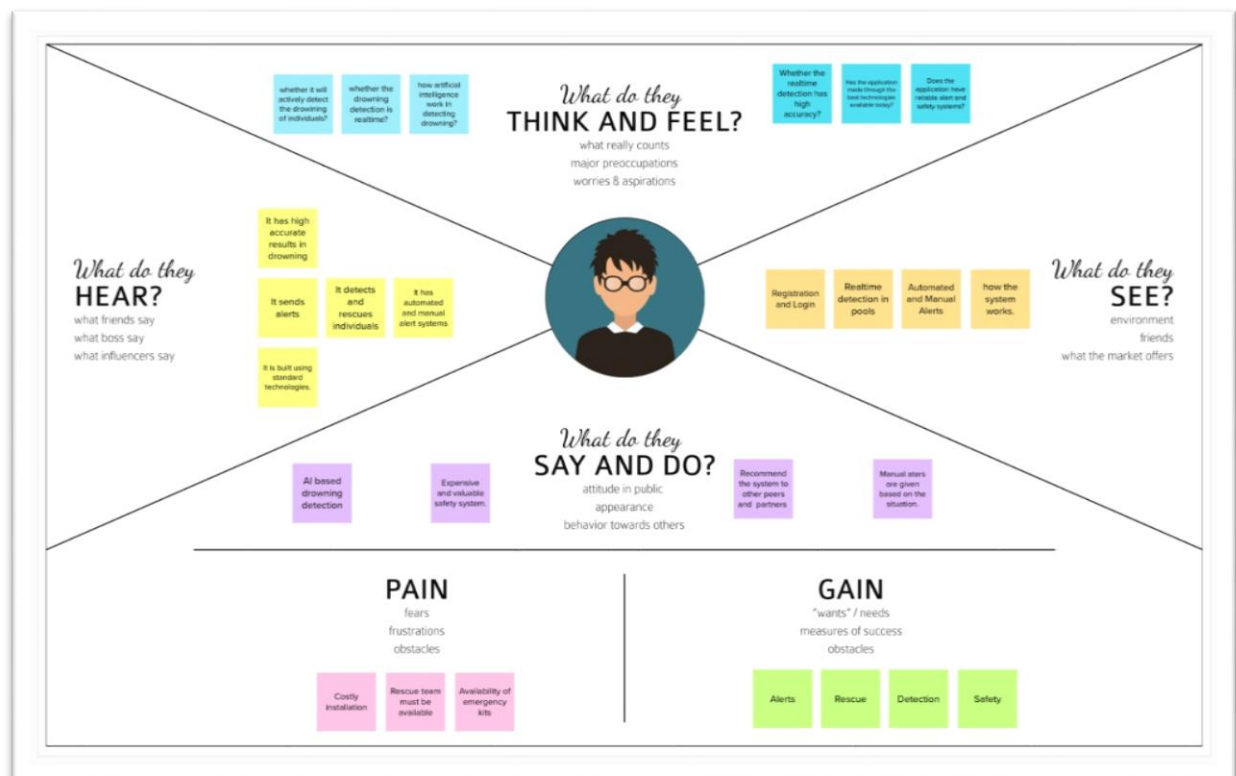 What do they
THINK AND FEEL?
what really counts
major preoccupations
worries & aspirations
whether it will
actively detect
the drowining
of individuals?
whether the
drowning
detection is
realtime?
how artificial
intelligence
work in
detecting
drowning?
Whether the
realtime
detection has
high
accuracy?
Has the application
made through the
best technologies
available today?
Does the
application have
reliable alert and
safety systems?
What do they
HEAR?
what friends say
what boss say
what influencers say
It has high
accurate
results in
drowning
It sends
alerts
It detects
and
rescues
individuals
It has
automated
and manual
alert systems
It is built using
standard
technologies.
What do they
SEE?
environment
friends
what the market offers
Registration
and Login
Realtime
detection in
pools
Automated
and Manual
Alerts
how the
system
works.
What do they
SAY AND DO?
attitude in public
appearance
behavior towards others
AI based
drowning
detection
Expensive
and valuable
safety system.
Recommend
the system to
other peers
and partners
Manual alers
are given
based on the
situation.
PAIN
fears
frustrations
obstacles
Costly
installation
Rescue team
must be
available
Availability of
emergency
kits
GAIN
"wants" / needs
measures of success
obstacles
Alerts
Rescue
Detection
Safety